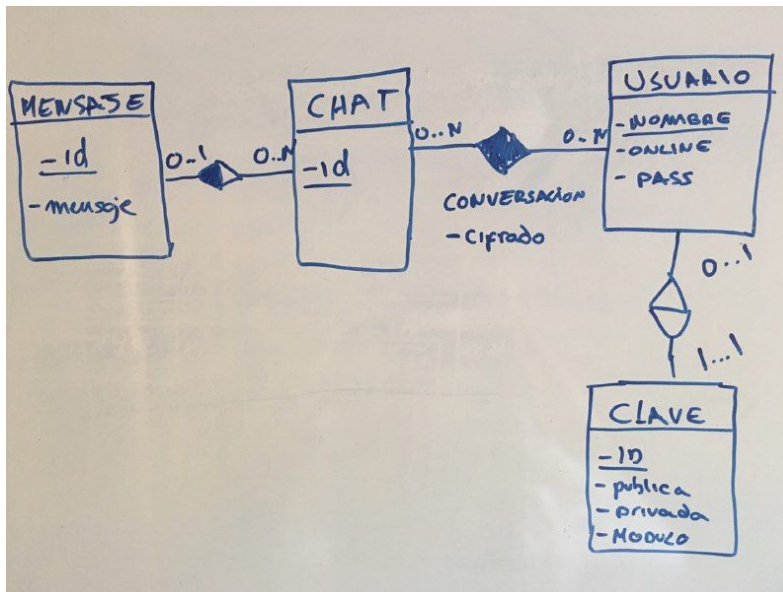 MENSAJE
-id
-mensaje
0..1
0..N
CHAT
-id
0..N
0..N
CONVERSACION
-Cifrado
USUARIO
-NOMBRE
-ONLINE
-PASS
0...1
1...1
CLAVE
-ID
-publica
-privada
-MODULO